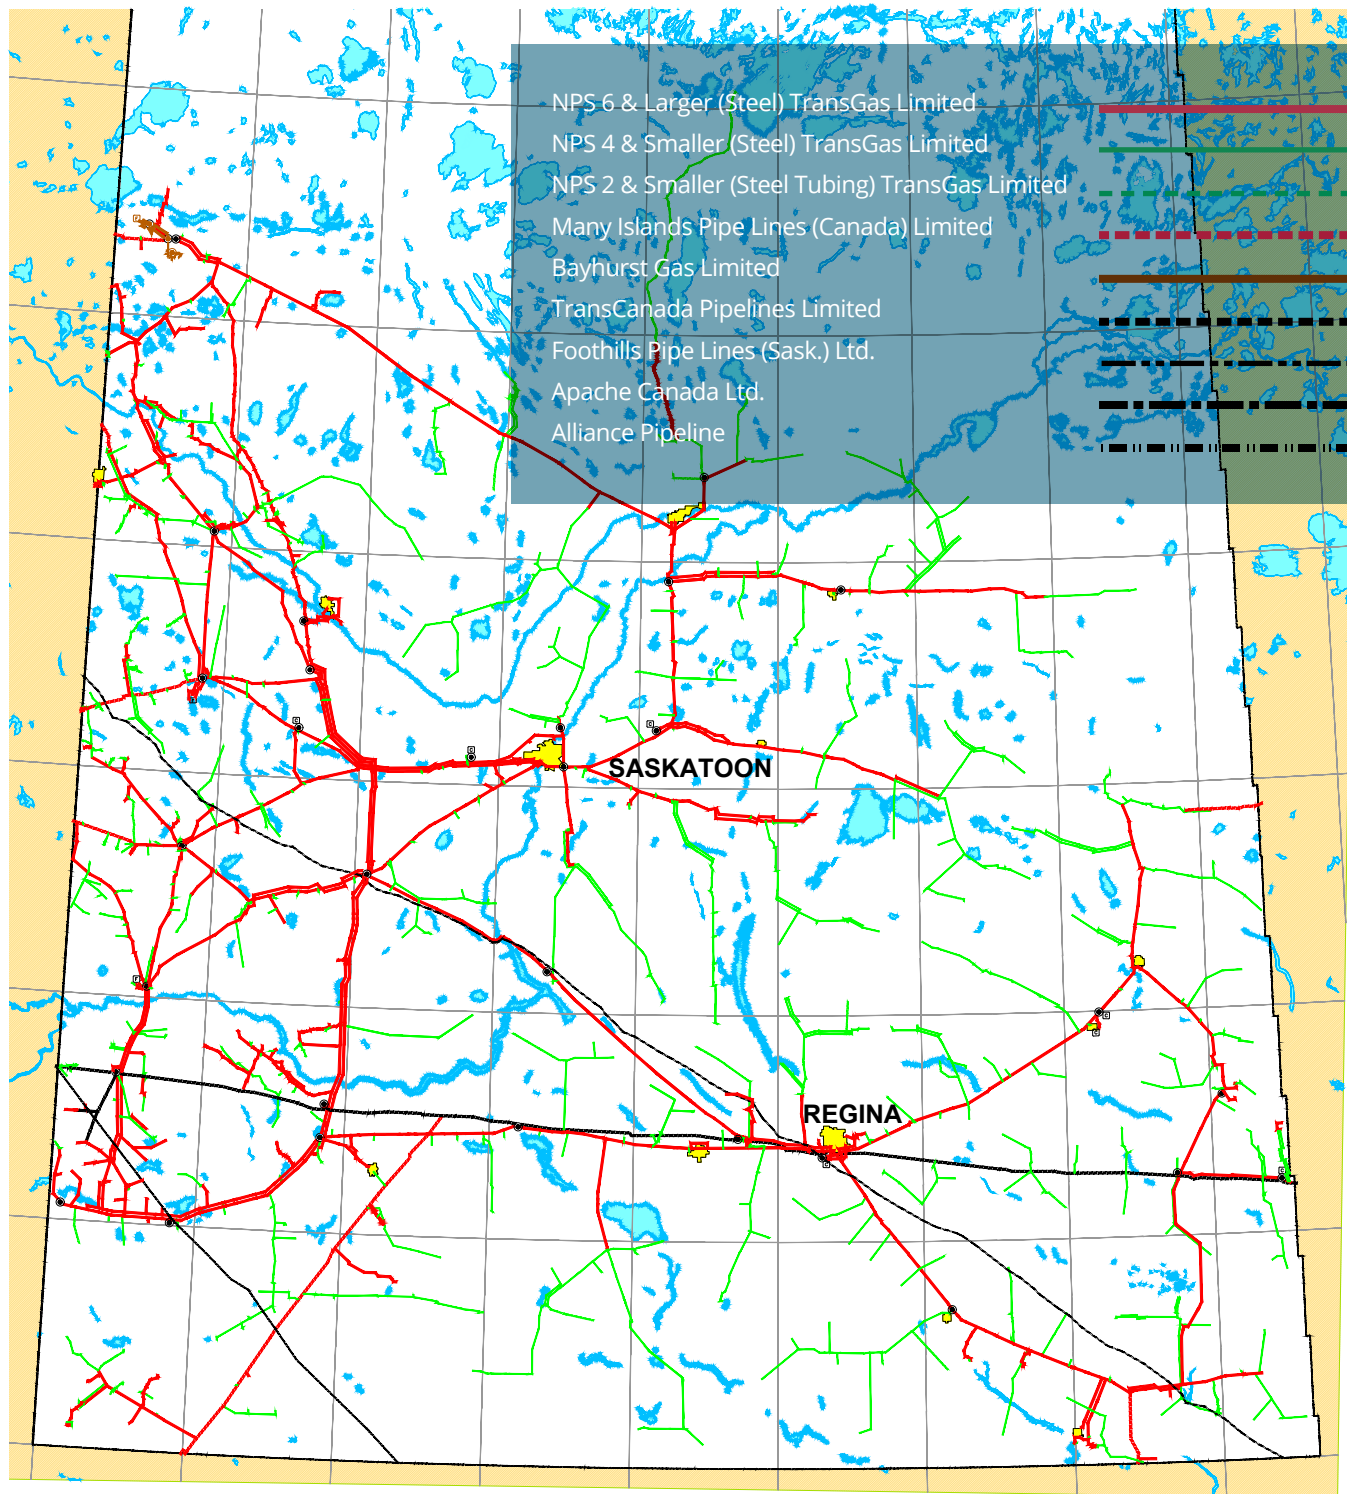 NPS 6 & Larger (Steel) TransGas Limited
NPS 4 & Smaller (Steel) TransGas Limited
NPS 2 & Smaller (Steel Tubing) TransGas Limited
Many Islands Pipe Lines (Canada) Limited
Bayhurst Gas Limited
TransCanada Pipelines Limited
Foothills Pipe Lines (Sask.) Ltd.
Apache Canada Ltd.
Alliance Pipeline
SASKATOON
REGINA